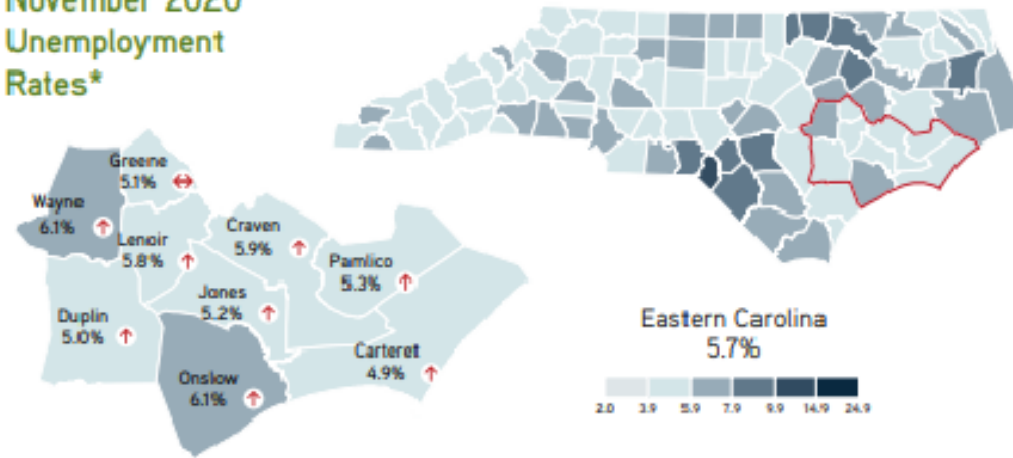 November 2020
Unemployment
Rates*
Greene
5.1%
Wayne
6.1%
Lenoir
5.8%
Craven
5.9%
Pamlico
5.3%
Jones
5.2%
Duplin
5.0%
Carteret
4.9%
Onslow
6.1%
Eastern Carolina
5.7%
2.0 3.9 5.9 7.9 9.9 14.9 24.9